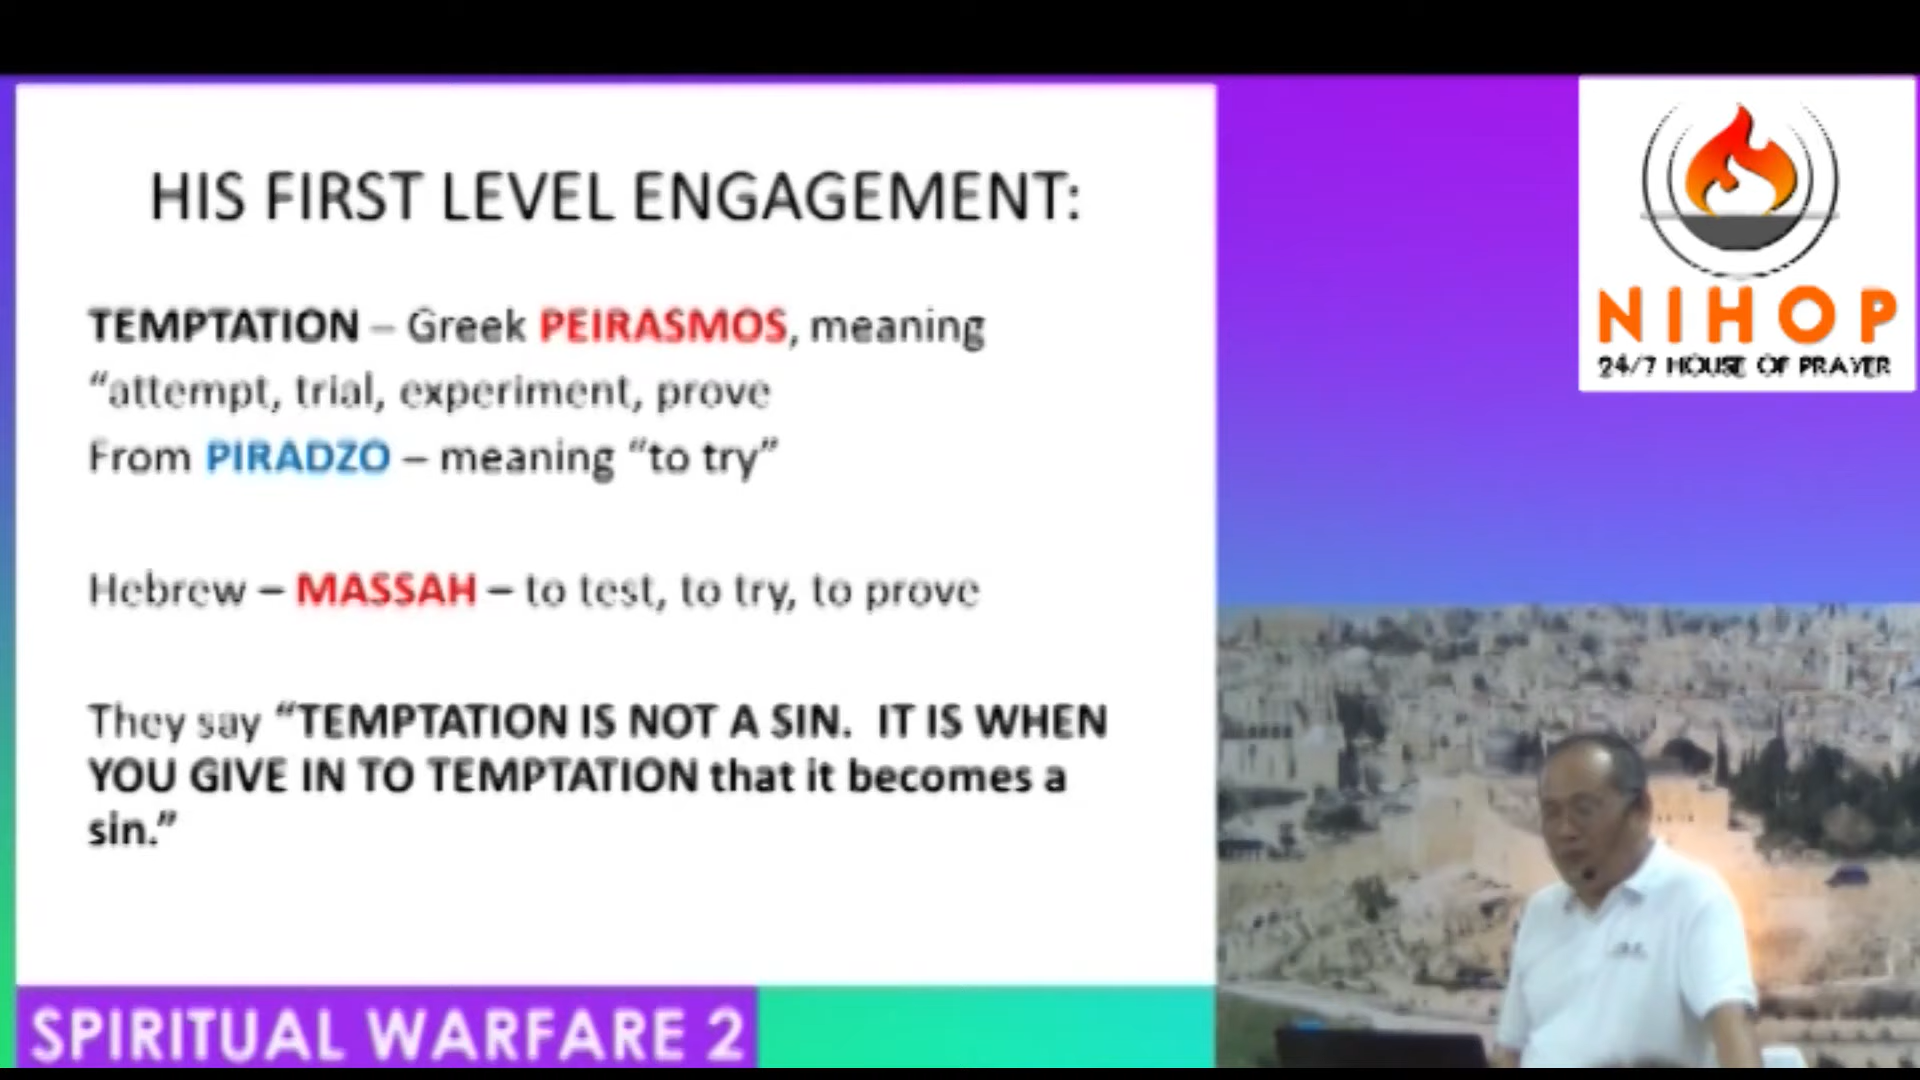 HIS FIRST LEVEL ENGAGEMENT:
TEMPTATION – Greek PEIRASMOS, meaning
“attempt, trial, experiment, prove
From PIRADZO – meaning “to try”
Hebrew – MASSAH – to test, to try, to prove
They say “TEMPTATION IS NOT A SIN. IT IS WHEN
YOU GIVE IN TO TEMPTATION that it becomes a
sin.”
SPIRITUAL WARFARE 2
NIHOP
24/7 HOUSE OF PRAYER